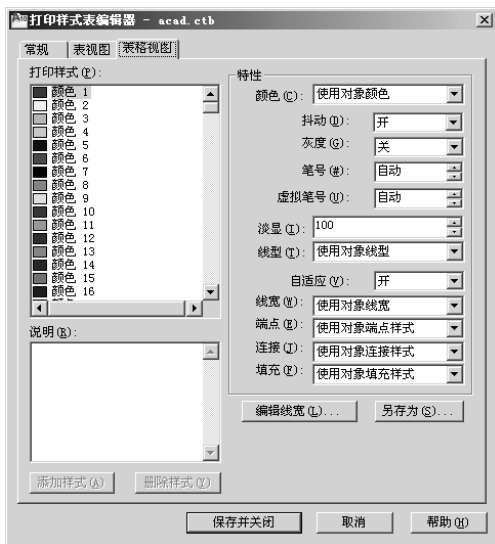 打印样式表编辑器 - acad.ctb
常规 表视图 表格视图
打印样式(P):
颜色 1
颜色 2
颜色 3
颜色 4
颜色 5
颜色 6
颜色 7
颜色 8
颜色 9
颜色 10
颜色 11
颜色 12
颜色 13
颜色 14
颜色 15
颜色 16
说明(R):
添加样式(A) 删除样式(Y)
特性
颜色(C): 使用对象颜色
抖动(D): 开
灰度(G): 关
笔号(#): 自动
虚拟笔号(U): 自动
淡显(I): 100
线型(T): 使用对象线型
自适应(V): 开
线宽(W): 使用对象线宽
端点(E): 使用对象端点样式
连接(J): 使用对象连接样式
填充(F): 使用对象填充样式
编辑线宽(L)... 另存为(S)...
保存并关闭 取消 帮助(H)